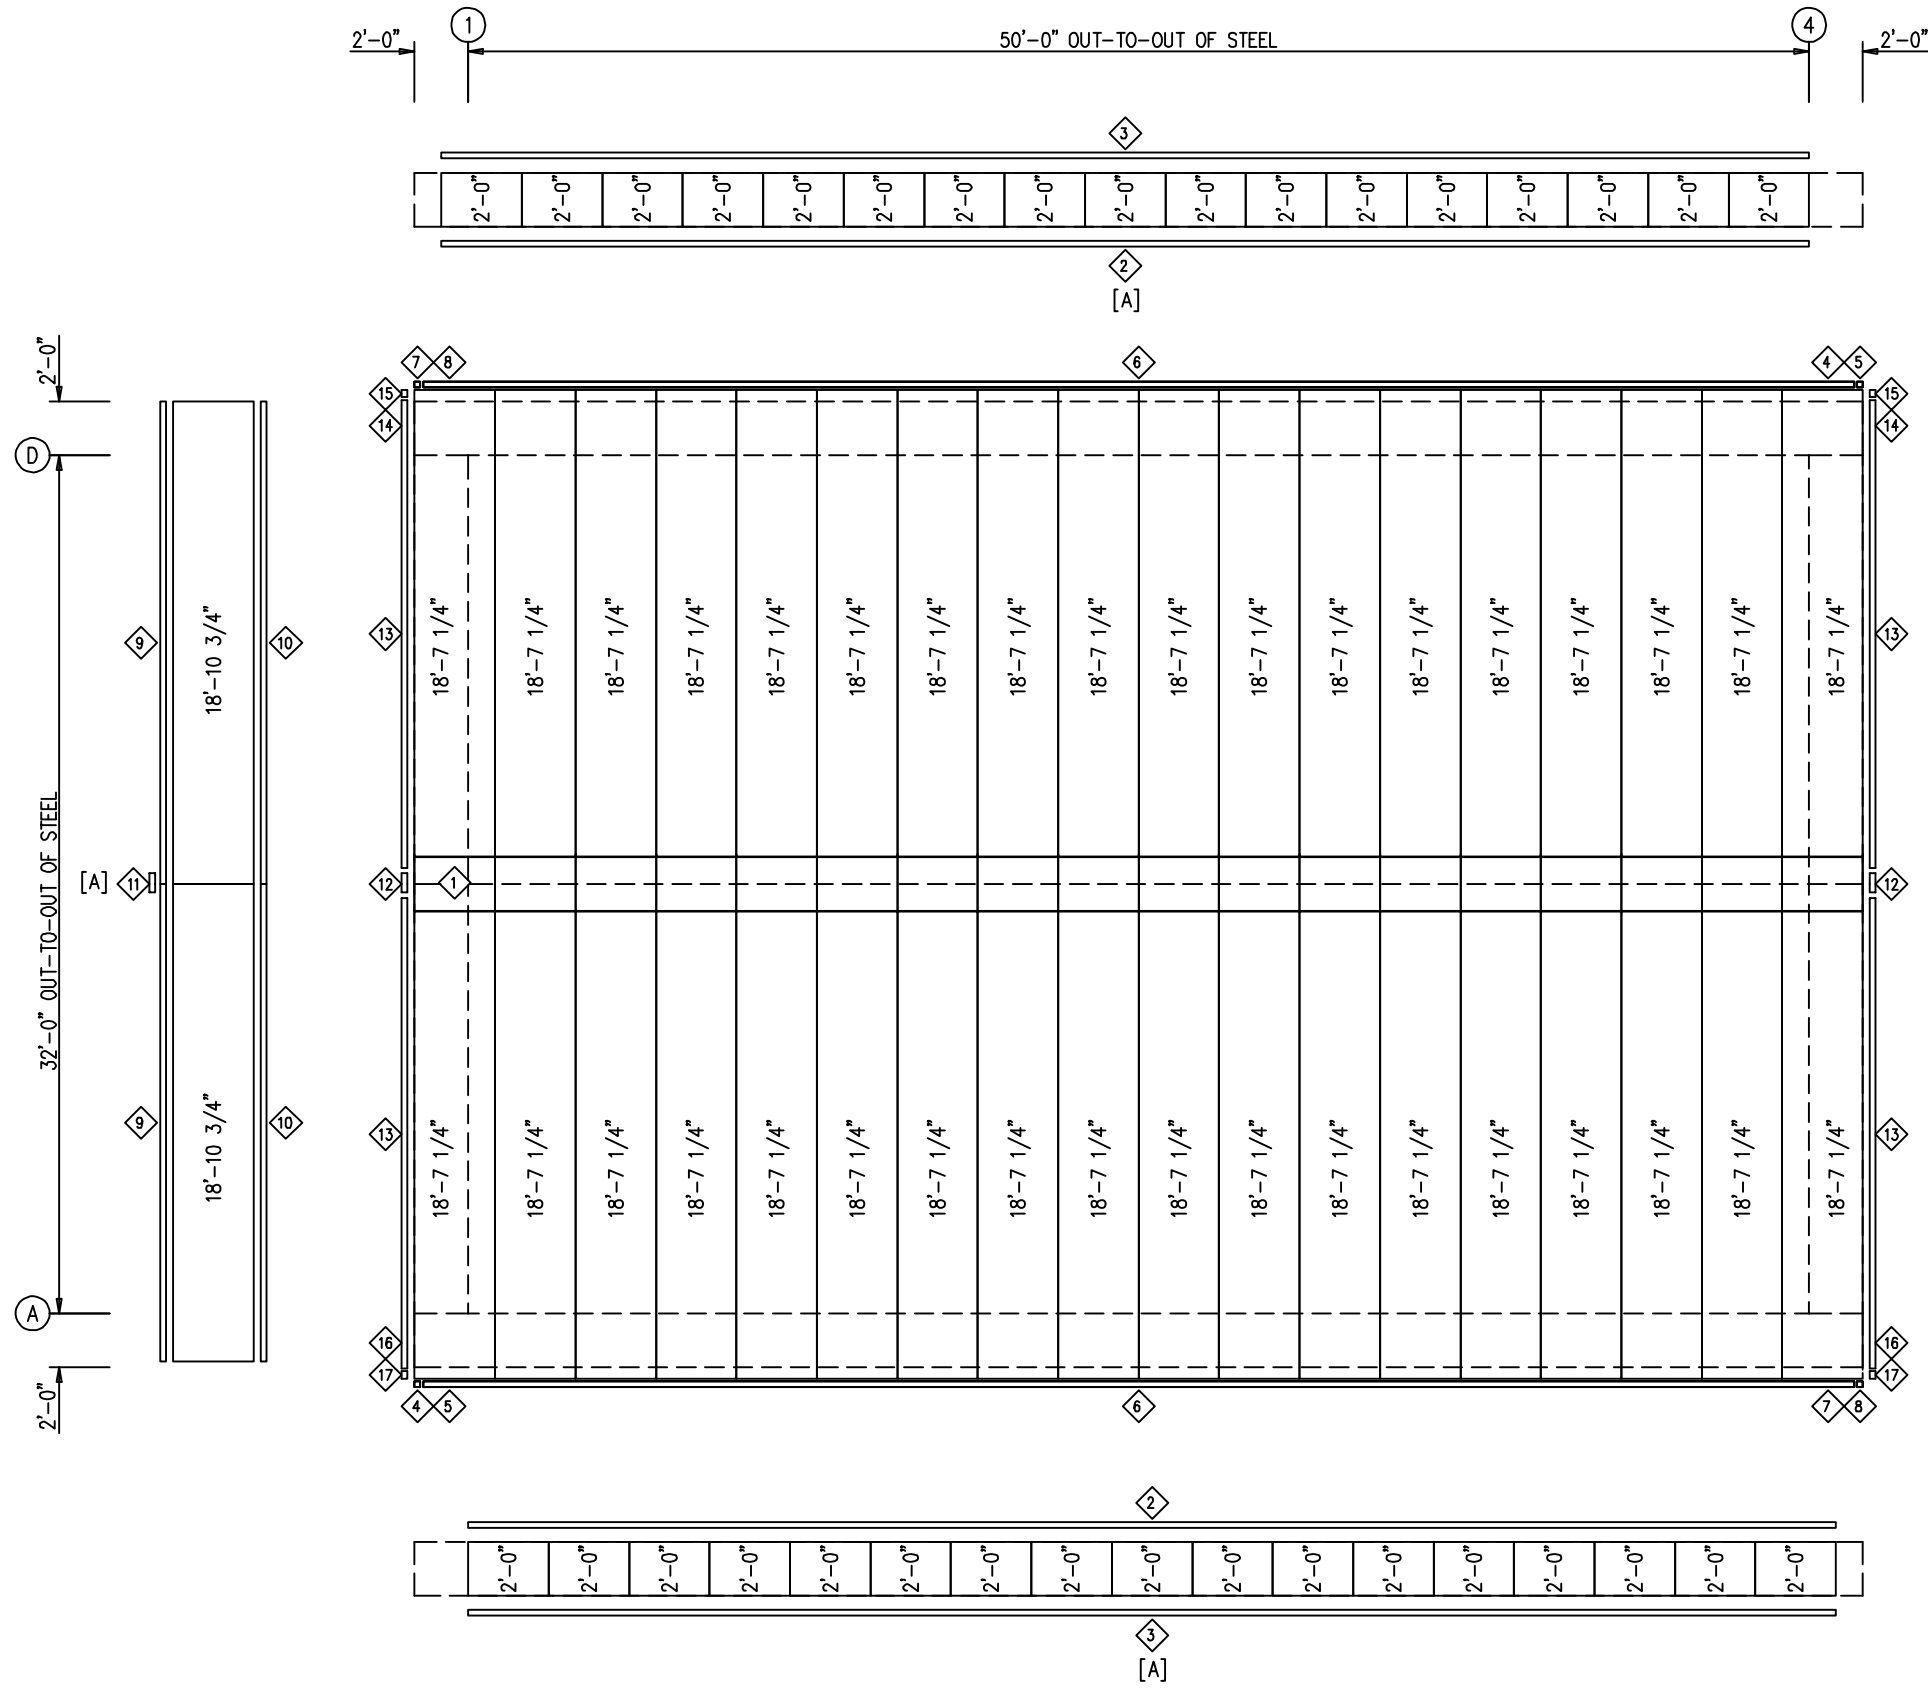 1 4
2'-0" 50'-0" OUT-TO-OUT OF STEEL 2'-0"
3
2'-0" 2'-0" 2'-0" 2'-0" 2'-0" 2'-0" 2'-0" 2'-0" 2'-0" 2'-0" 2'-0" 2'-0" 2'-0" 2'-0" 2'-0" 2'-0" 2'-0"
2
[A]
2'-0"
7 8 6 4 5
15 15
14 14
D
9 18'-10 3/4" 10
13 18'-7 1/4" 18'-7 1/4" 18'-7 1/4" 18'-7 1/4" 18'-7 1/4" 18'-7 1/4" 18'-7 1/4" 18'-7 1/4" 18'-7 1/4" 18'-7 1/4" 18'-7 1/4" 18'-7 1/4" 18'-7 1/4" 18'-7 1/4" 18'-7 1/4" 18'-7 1/4" 18'-7 1/4" 18'-7 1/4" 13
32'-0" OUT-TO-OUT OF STEEL
[A] 11 12 1 12
9 18'-10 3/4" 10
13 18'-7 1/4" 18'-7 1/4" 18'-7 1/4" 18'-7 1/4" 18'-7 1/4" 18'-7 1/4" 18'-7 1/4" 18'-7 1/4" 18'-7 1/4" 18'-7 1/4" 18'-7 1/4" 18'-7 1/4" 18'-7 1/4" 18'-7 1/4" 18'-7 1/4" 18'-7 1/4" 18'-7 1/4" 18'-7 1/4" 13
A
16 16
17 17
2'-0"
4 5 6 7 8
2
2'-0" 2'-0" 2'-0" 2'-0" 2'-0" 2'-0" 2'-0" 2'-0" 2'-0" 2'-0" 2'-0" 2'-0" 2'-0" 2'-0" 2'-0" 2'-0" 2'-0"
3
[A]